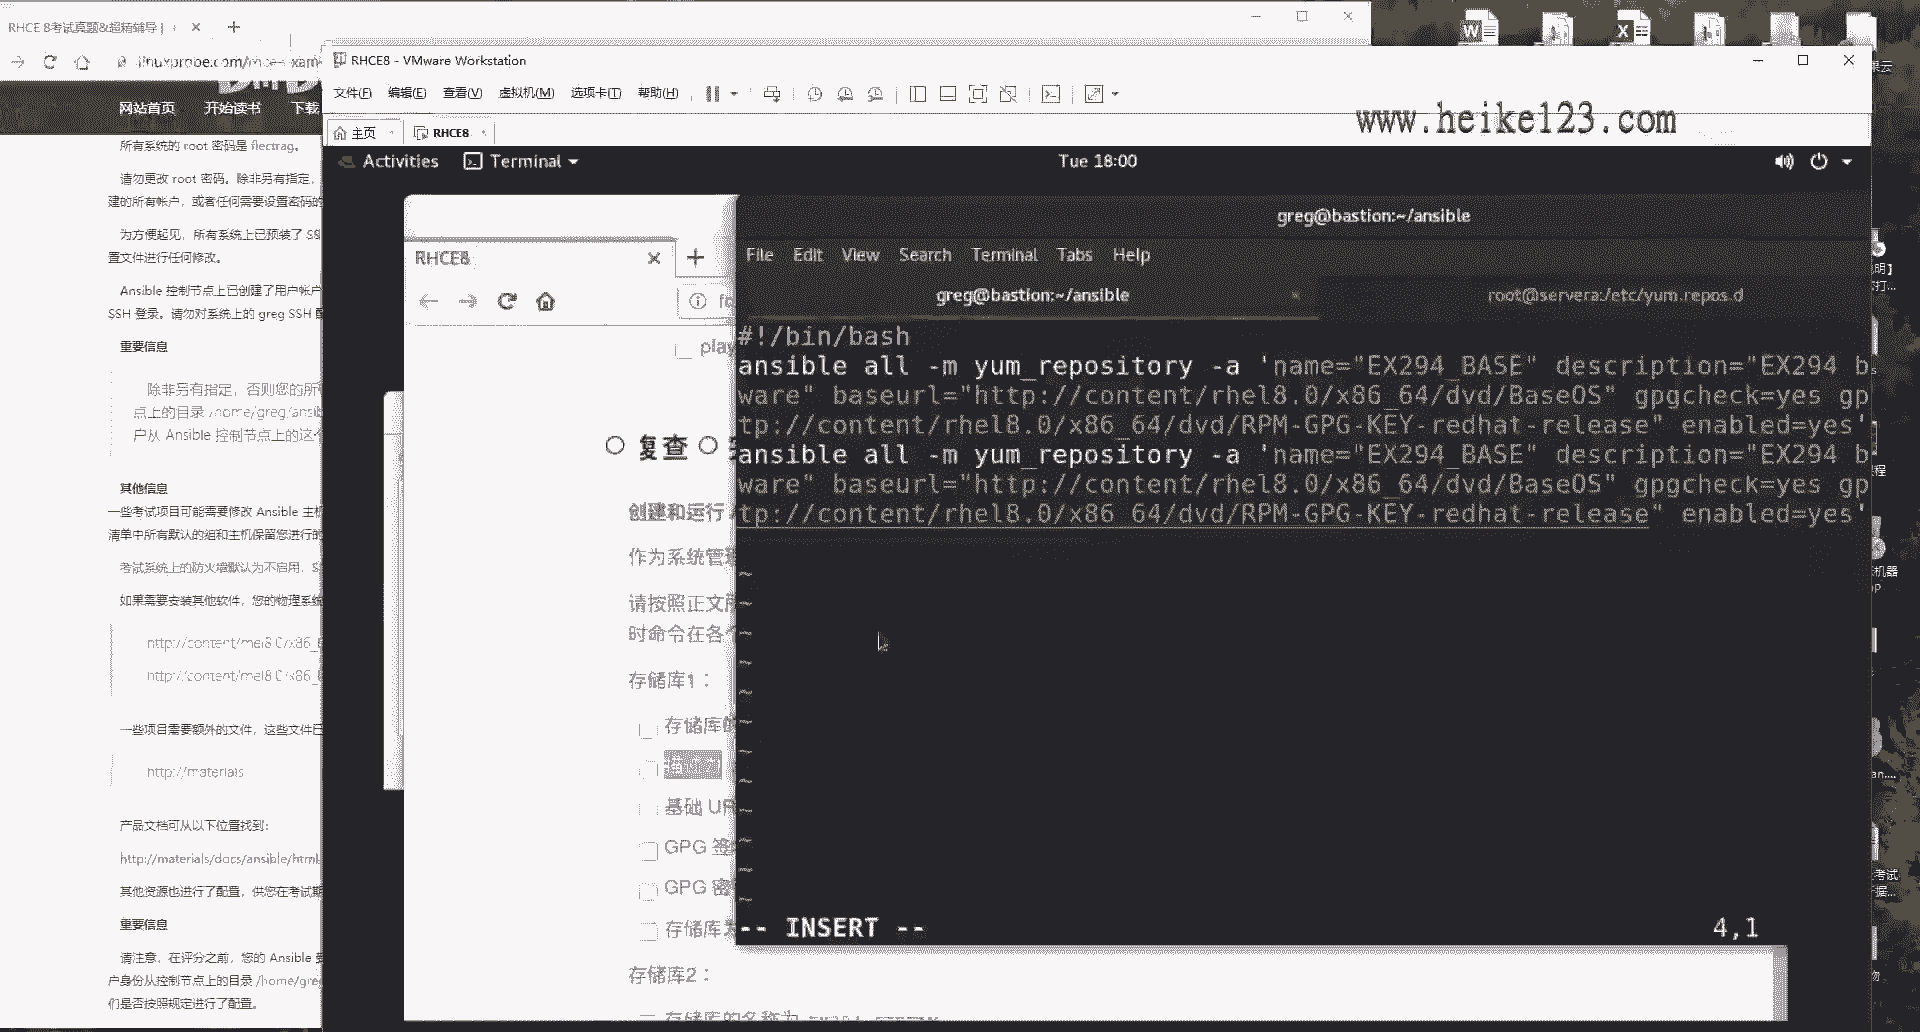 RHCE 8考试真题&超精辅导 |
linuxprobe.com/rhce-exam
网站首页 开始读书 下载
所有系统的 root 密码是 flectrag。
请勿更改 root 密码。除非另有指定,
建的所有帐户, 或者任何需要设置密码的
为方便起见, 所有系统上已预装了 SS
置文件进行任何修改。
Ansible 控制节点上已创建了用户帐户
SSH 登录。请勿对系统上的 greg SSH 配
重要信息
除非另有指定, 否则您的所
点上的目录 /home/greg/ansib
户从 Ansible 控制节点上的这个
其他信息
一些考试项目可能需要修改 Ansible 主机
清单中所有默认的组和主机保留您进行的
考试系统上的防火墙默认为不启用, S
如果需要安装其他软件, 您的物理系统
http://content/rhel8.0/x86_
http://content/rhel8.0/x86_
一些项目需要额外的文件, 这些文件已
http://materials
产品文档可从以下位置找到:
http://materials/docs/ansible/html
其他资源也进行了配置, 供您在考试期
重要信息
请注意, 在评分之前, 您的 Ansible 受
户身份从控制节点上的目录 /home/greg
们是否按照规定进行了配置。
RHCE8 - VMware Workstation
文件(F) 编辑(E) 查看(V) 虚拟机(M) 选项卡(T) 帮助(H)
主页 RHCE8
www.heike123.com
Activities Terminal Tue 18:00
RHCE8
play
复查
创建和运行
作为系统管理
请按照正文所
时命令在各个
存储库1:
存储库的
描述为
基础 UR
GPG 签
GPG 密
存储库为
存储库2:
存储库的名称为
greg@bastion:~/ansible
File Edit View Search Terminal Tabs Help
greg@bastion:~/ansible root@servera:/etc/yum.repos.d
#!/bin/bash
ansible all -m yum_repository -a 'name="EX294_BASE" description="EX294 b
ware" baseurl="http://content/rhel8.0/x86_64/dvd/BaseOS" gpgcheck=yes gp
tp://content/rhel8.0/x86_64/dvd/RPM-GPG-KEY-redhat-release" enabled=yes'
ansible all -m yum_repository -a 'name="EX294_BASE" description="EX294 b
ware" baseurl="http://content/rhel8.0/x86_64/dvd/BaseOS" gpgcheck=yes gp
tp://content/rhel8.0/x86_64/dvd/RPM-GPG-KEY-redhat-release" enabled=yes'
~
~
~
~
~
~
~
~
~
~
~
~
-- INSERT -- 4,1